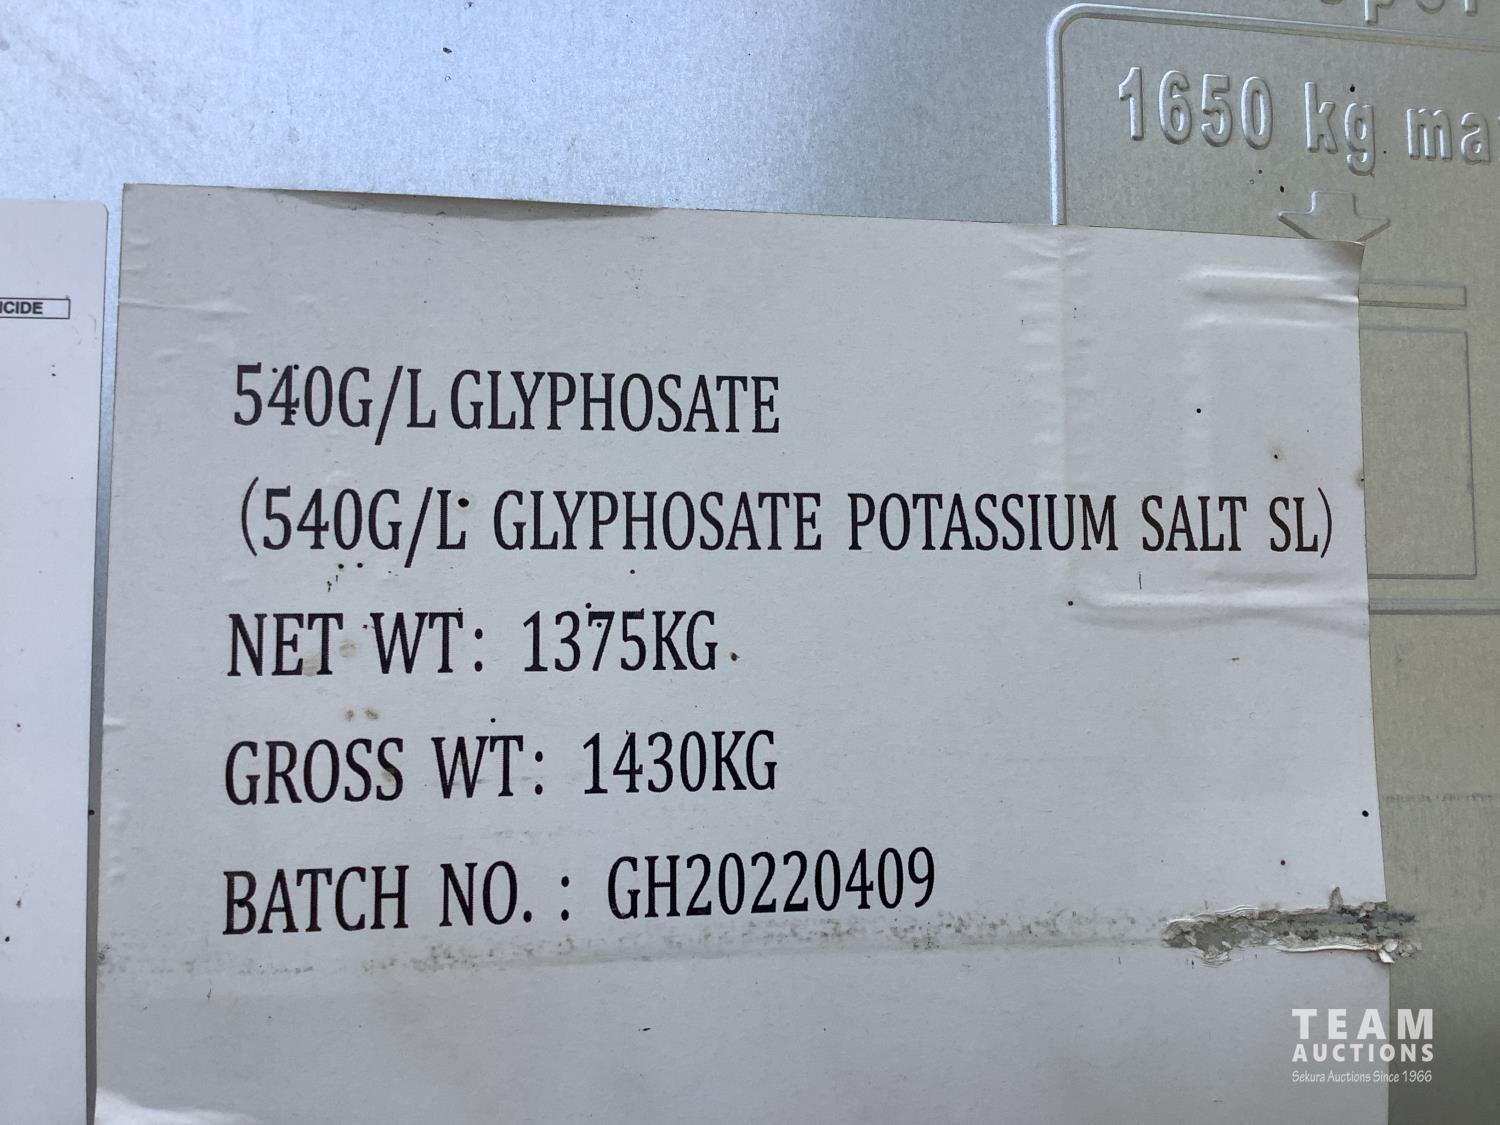 1650 kg
ICIDE
540G/L GLYPHOSATE
(540G/L GLYPHOSATE POTASSIUM SALT SL)
NET WT: 1375KG
GROSS WT: 1430KG
BATCH NO. : GH20220409
TEAM
AUCTIONS
Sekura Auctions Since 1966